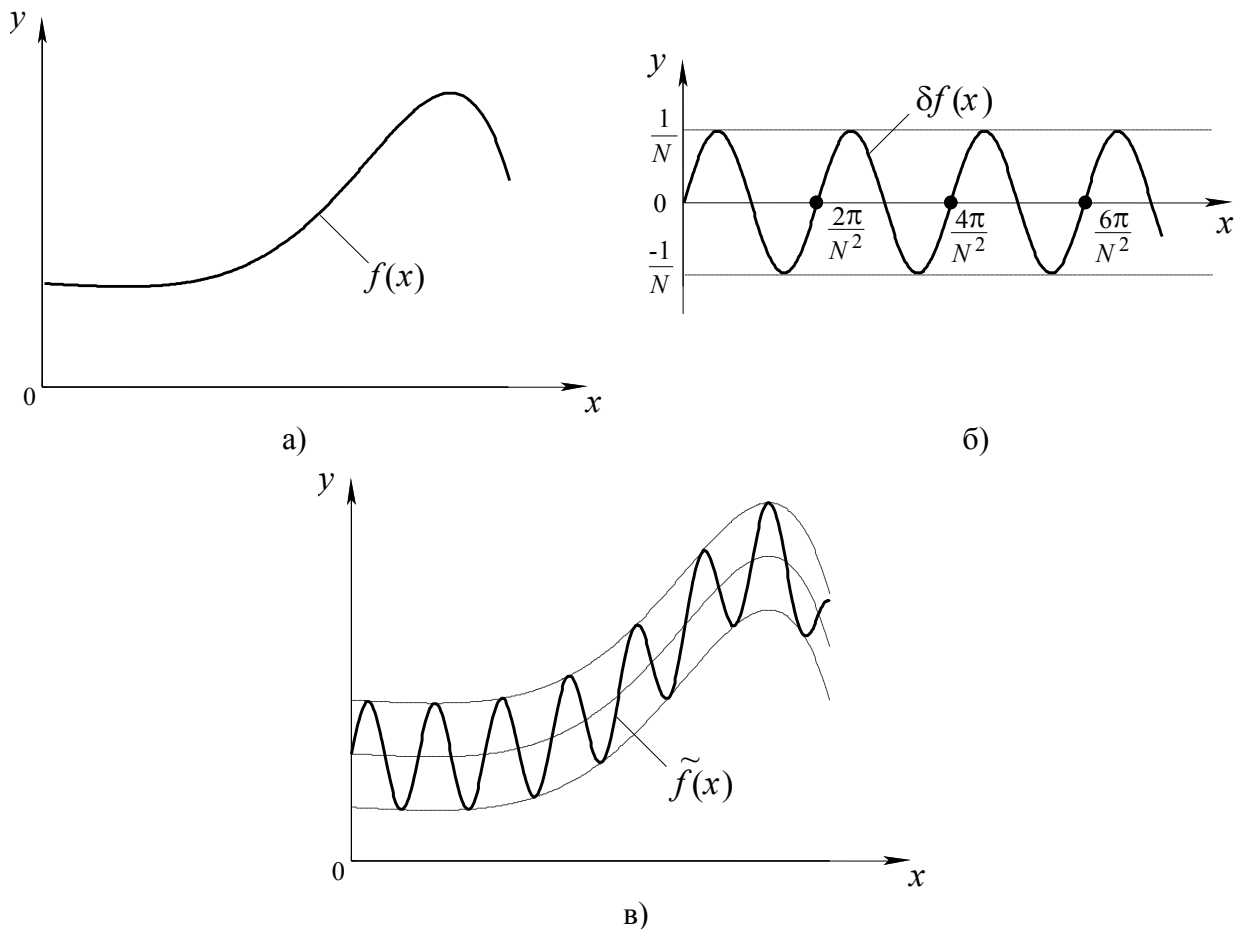 y
f(x)
0
x
а)
y
δf(x)
1/N
0
2π/N² 4π/N² 6π/N²
x
-1/N
б)
y
f̃(x)
0
x
в)